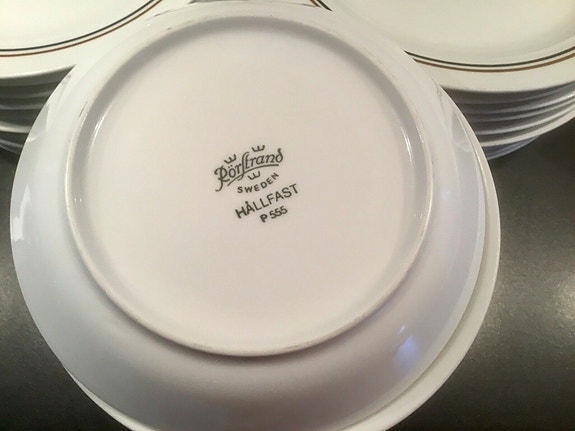 Rörstrand
SWEDEN
HÅLLFAST
P 555